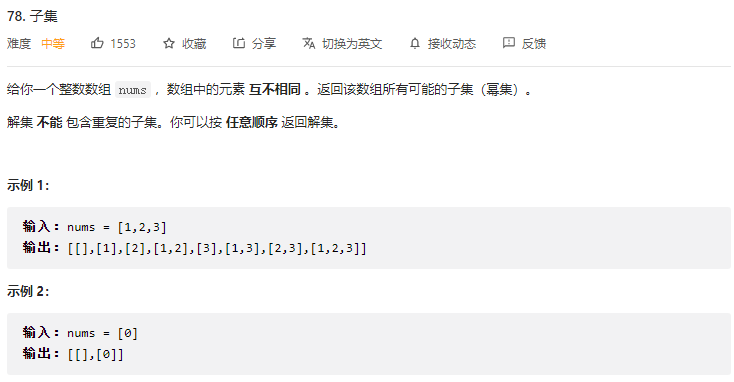 78. 子集
难度 中等 1553 收藏 分享 切换为英文 接收动态 反馈
给你一个整数数组 nums ，数组中的元素 互不相同 。返回该数组所有可能的子集（幂集）。
解集 不能 包含重复的子集。你可以按 任意顺序 返回解集。
示例 1：
输入：nums = [1,2,3]
输出：[[],[1],[2],[1,2],[3],[1,3],[2,3],[1,2,3]]
示例 2：
输入：nums = [0]
输出：[[],[0]]